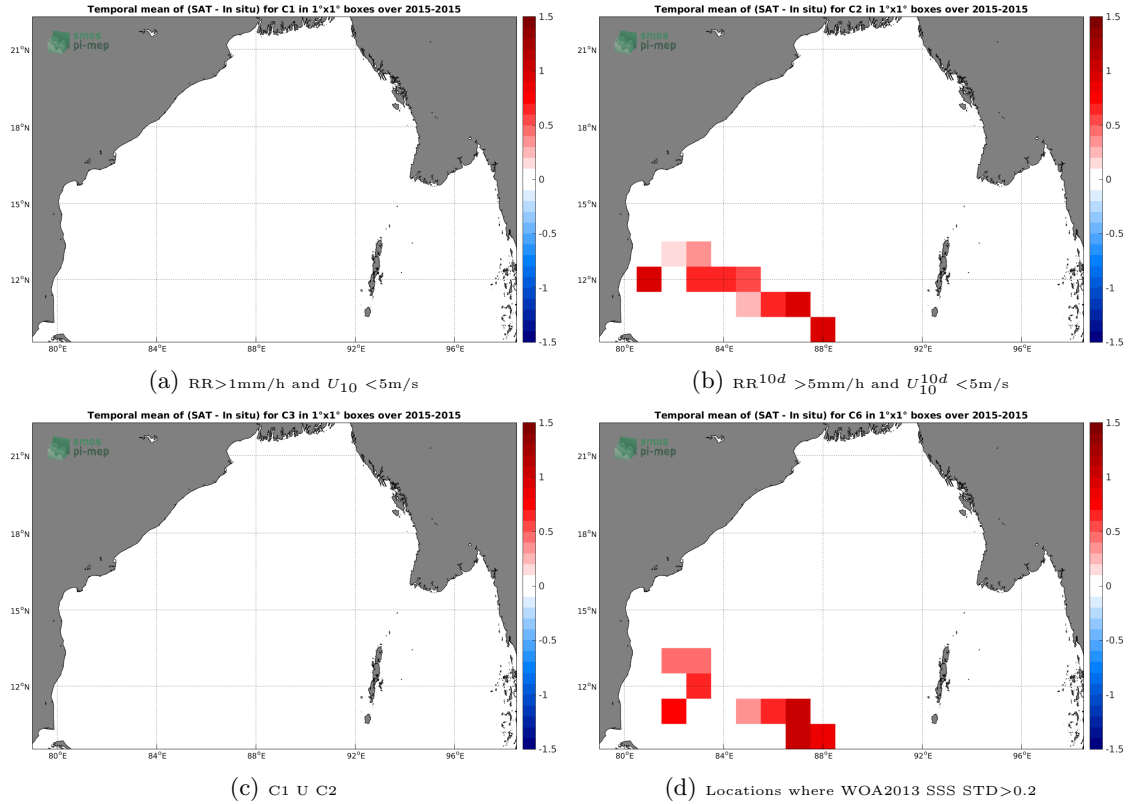 Temporal mean of (SAT - In situ) for C1 in 1°x1° boxes over 2015-2015
smos
pi-mep
21°N
18°N
15°N
12°N
80°E 84°E 88°E 92°E 96°E
1.5
1
0.5
0
-0.5
-1
-1.5
(a) RR>1mm/h and U10 <5m/s
Temporal mean of (SAT - In situ) for C2 in 1°x1° boxes over 2015-2015
smos
pi-mep
21°N
18°N
15°N
12°N
80°E 84°E 88°E 92°E 96°E
1.5
1
0.5
0
-0.5
-1
-1.5
(b) RR^10d >5mm/h and U10^10d <5m/s
Temporal mean of (SAT - In situ) for C3 in 1°x1° boxes over 2015-2015
smos
pi-mep
21°N
18°N
15°N
12°N
80°E 84°E 88°E 92°E 96°E
1.5
1
0.5
0
-0.5
-1
-1.5
(c) C1 U C2
Temporal mean of (SAT - In situ) for C6 in 1°x1° boxes over 2015-2015
smos
pi-mep
21°N
18°N
15°N
12°N
80°E 84°E 88°E 92°E 96°E
1.5
1
0.5
0
-0.5
-1
-1.5
(d) Locations where WOA2013 SSS STD>0.2